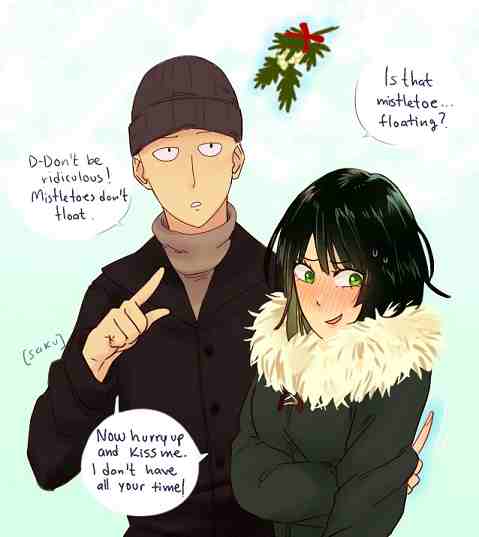 Is that
mistletoe...
floating?
D-Don't be
ridiculous!
Mistletoes don't
float.
[saku]
Now hurry up
and kiss me.
I don't have
all your time!